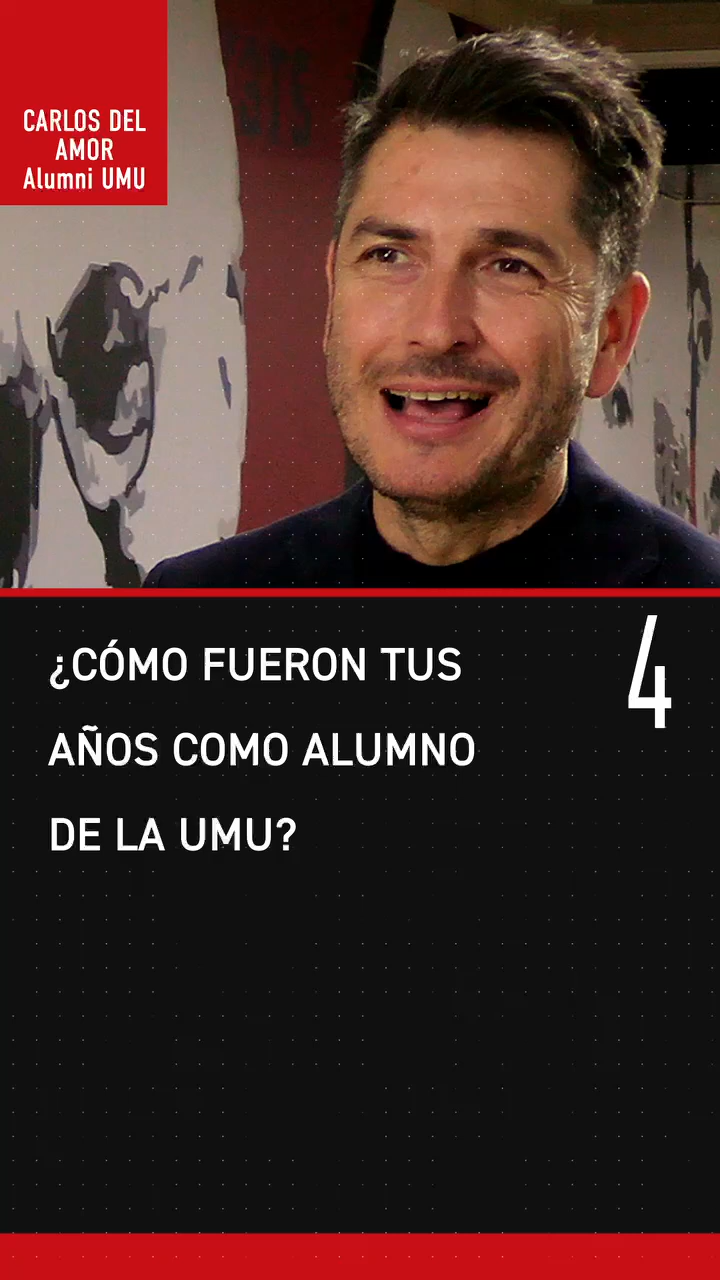 CARLOS DEL
AMOR
Alumni UMU
¿CÓMO FUERON TUS
AÑOS COMO ALUMNO
DE LA UMU?
4